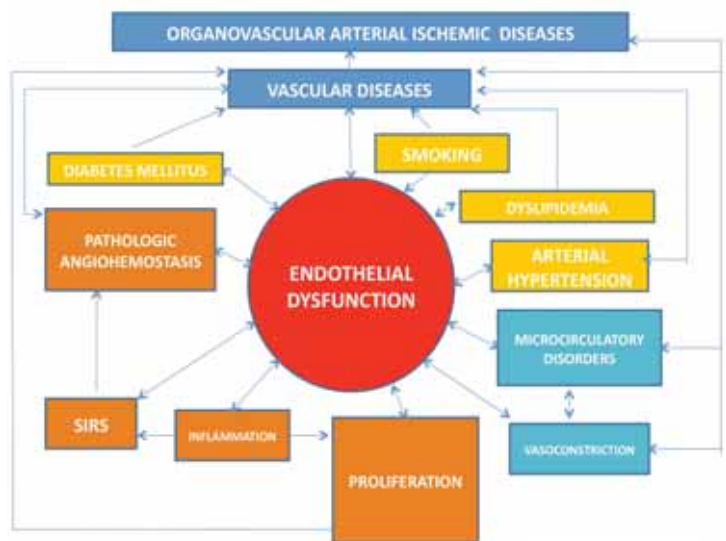 ORGANOVASCULAR ARTERIAL ISCHEMIC DISEASES
VASCULAR DISEASES
SMOKING
DIABETES MELLITUS
DYSLIPIDEMIA
PATHOLOGIC
ANGIOHEMOSTASIS
ENDOTHELIAL
DYSFUNCTION
ARTERIAL
HYPERTENSION
MICROCIRCULATORY
DISORDERS
SIRS
INFLAMMATION
VASOCONSTRICTION
PROLIFERATION